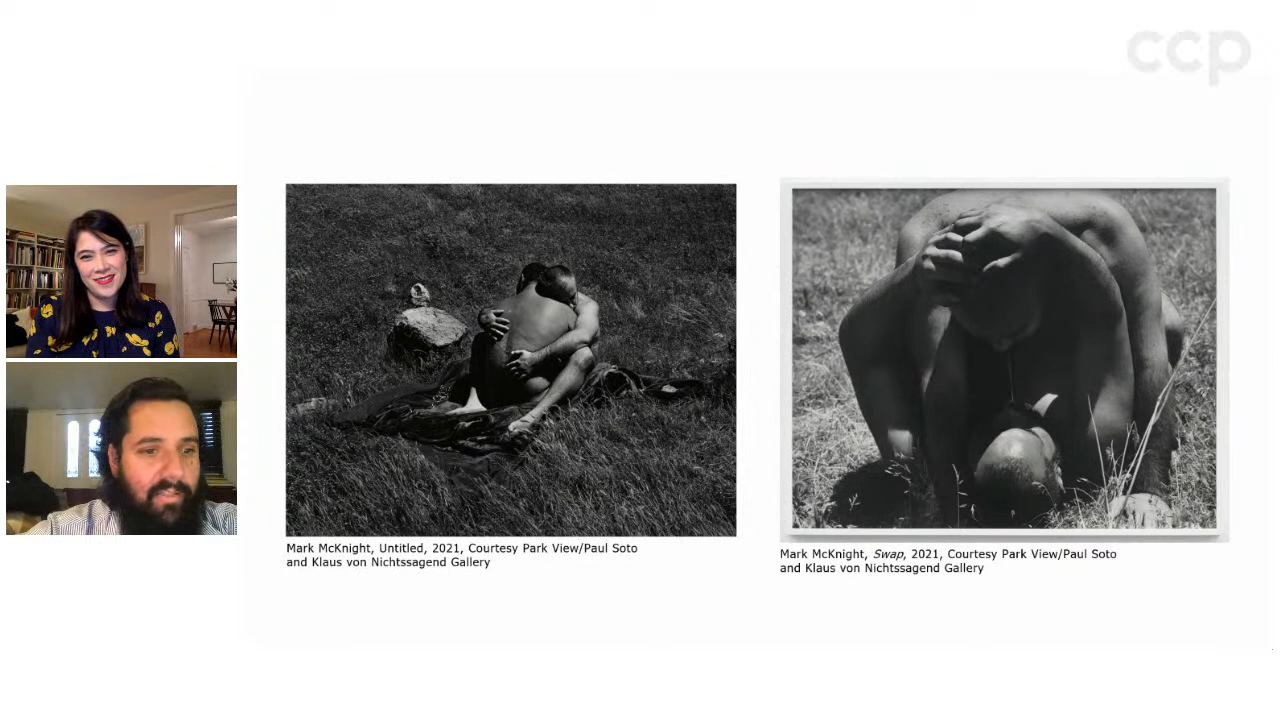 ccp
Mark McKnight, Untitled, 2021, Courtesy Park View/Paul Soto
and Klaus von Nichtssagend Gallery
Mark McKnight, Swap, 2021, Courtesy Park View/Paul Soto
and Klaus von Nichtssagend Gallery